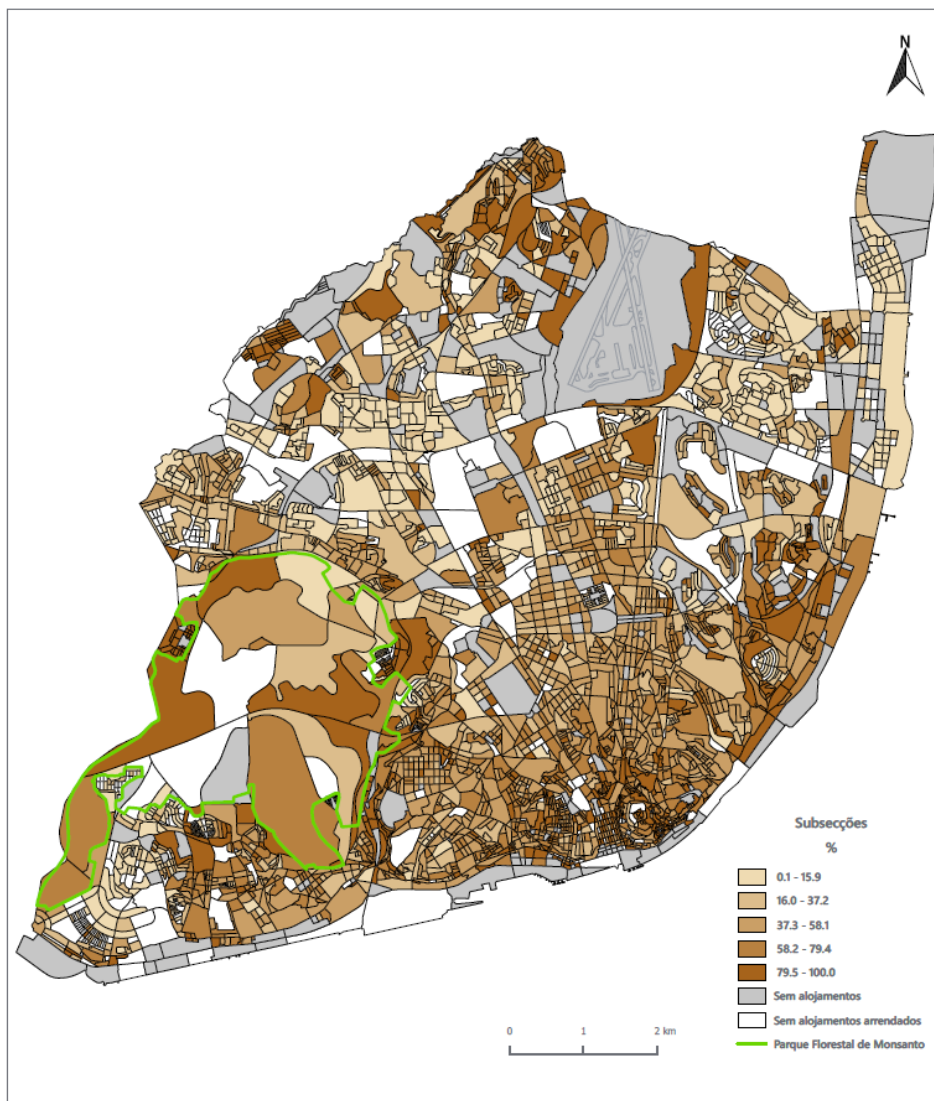 N
Subsecções
%
0.1 - 15.9
16.0 - 37.2
37.3 - 58.1
58.2 - 79.4
79.5 - 100.0
Sem alojamentos
Sem alojamentos arrendados
Parque Florestal de Monsanto
0 1 2 km